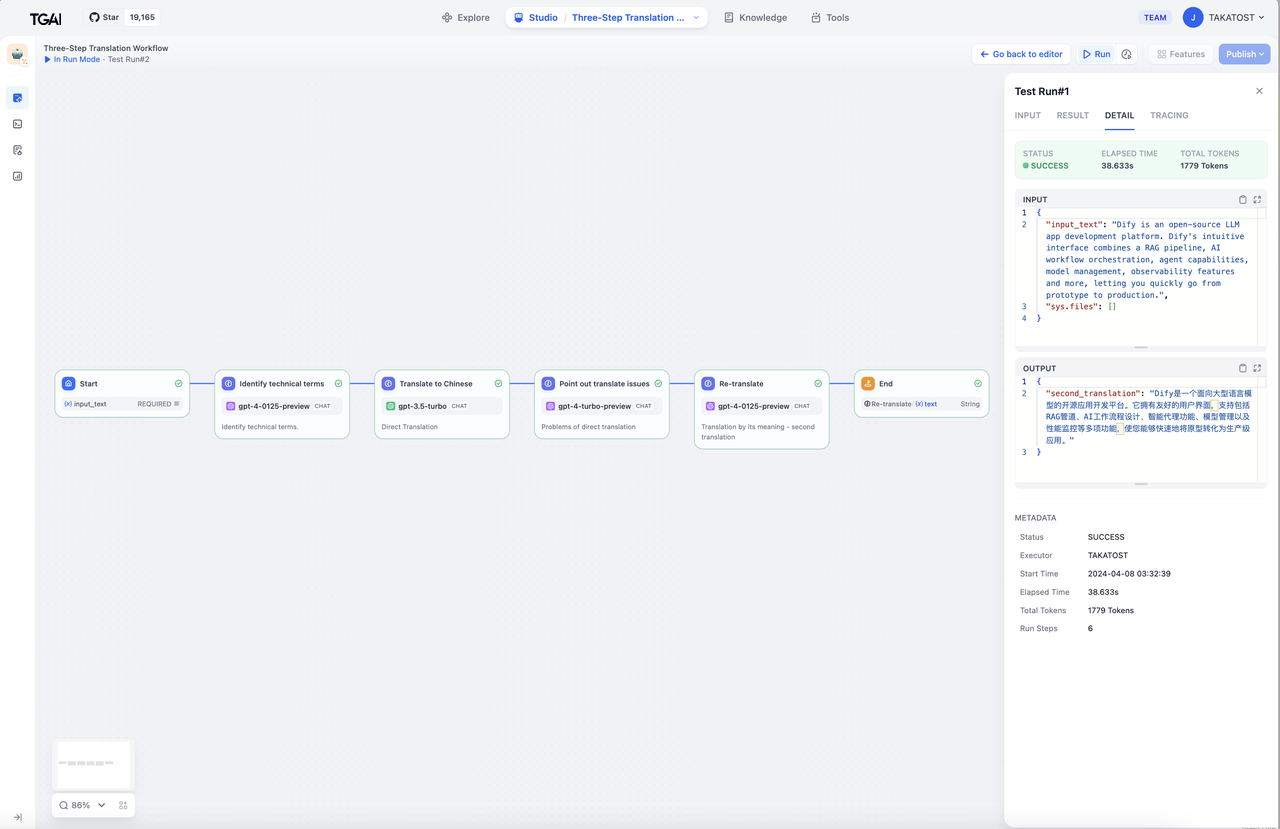 TGAI
Star 19,165
Explore
Studio / Three-Step Translation ...
Knowledge
Tools
TEAM
J TAKATOST
Three-Step Translation Workflow
In Run Mode · Test Run#2
Go back to editor
Run
Features
Publish
Start
{x} input_text REQUIRED
Identify technical terms
gpt-4-0125-preview CHAT
Identify technical terms.
Translate to Chinese
gpt-3.5-turbo CHAT
Direct Translation
Point out translate issues
gpt-4-turbo-preview CHAT
Problems of direct translation
Re-translate
gpt-4-0125-preview CHAT
Translation by its meaning - second
translation
End
Re-translate {x} text String
86%
Test Run#1
INPUT RESULT DETAIL TRACING
STATUS ELAPSED TIME TOTAL TOKENS
SUCCESS 38.633s 1779 Tokens
INPUT
1 {
2 "input_text": "Dify is an open-source LLM
app development platform. Dify's intuitive
interface combines a RAG pipeline, AI
workflow orchestration, agent capabilities,
model management, observability features
and more, letting you quickly go from
prototype to production.",
3 "sys.files": []
4 }
OUTPUT
1 {
2 "second_translation": "Dify是一个面向大型语言模
型的开源应用开发平台。它拥有友好的用户界面，支持包括
RAG管道、AI工作流程设计、智能代理功能、模型管理以及
性能监控等多项功能，使您能够快速地将原型转化为生产级
应用。"
3 }
METADATA
Status SUCCESS
Executor TAKATOST
Start Time 2024-04-08 03:32:39
Elapsed Time 38.633s
Total Tokens 1779 Tokens
Run Steps 6